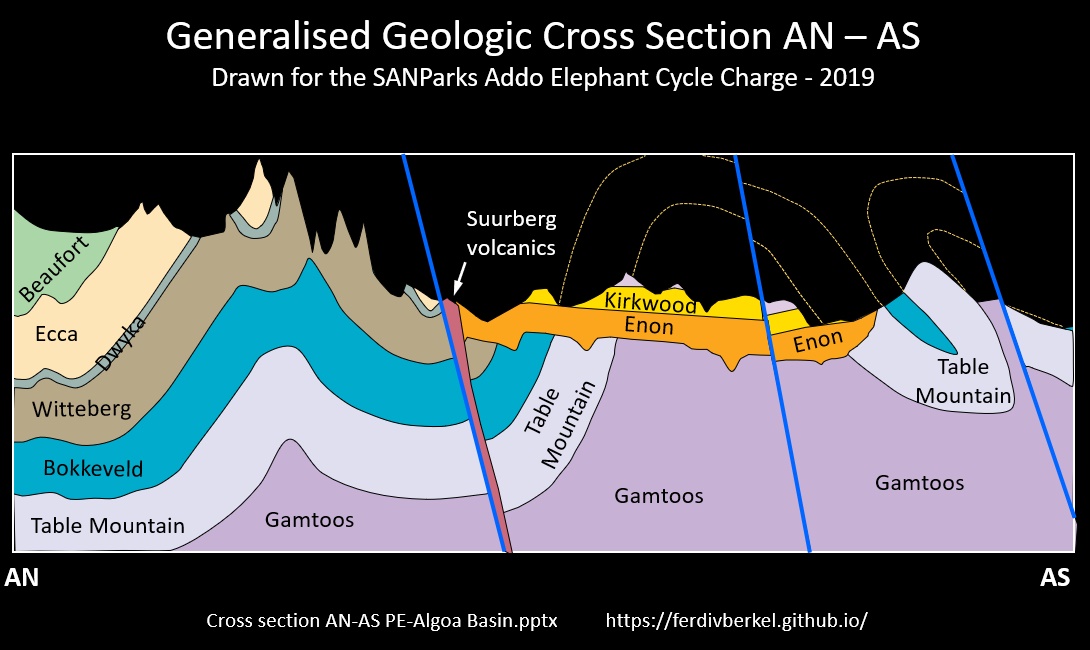 Generalised Geologic Cross Section AN – AS
Drawn for the SANParks Addo Elephant Cycle Charge - 2019
Suurberg
volcanics
Beaufort
Ecca
Dwyka
Witteberg
Bokkeveld
Table Mountain
Gamtoos
Kirkwood
Enon
Enon
Table
Mountain
Gamtoos
Table
Mountain
Gamtoos
AN
AS
Cross section AN-AS PE-Algoa Basin.pptx
https://ferdivberkel.github.io/